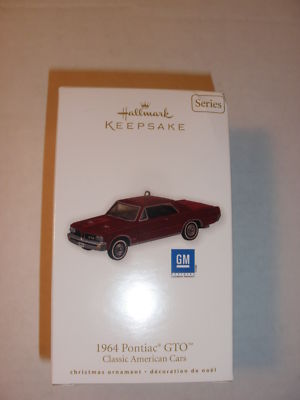 Series
Hallmark
KEEPSAKE
GM
1964 Pontiac® GTO™
Classic American Cars
christmas ornament • décoration de noël